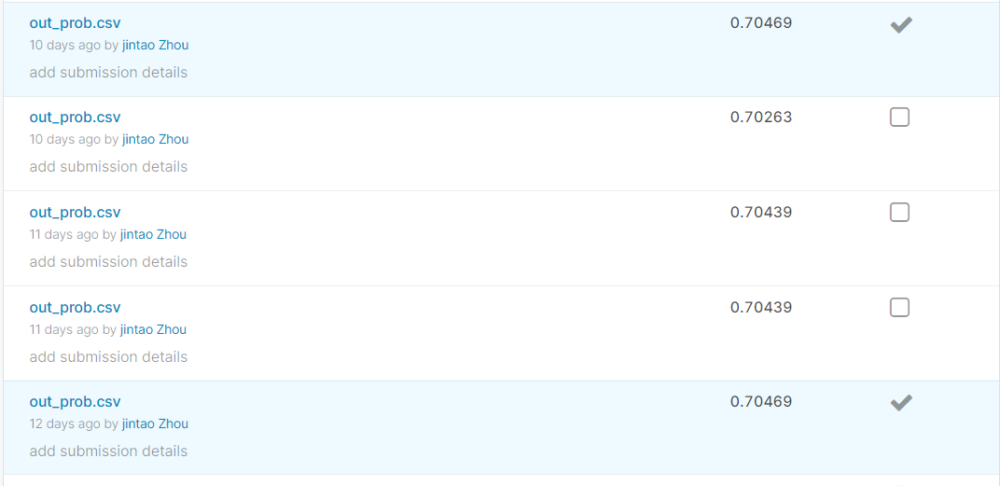 out_prob.csv 0.70469
10 days ago by jintao Zhou
add submission details
out_prob.csv 0.70263
10 days ago by jintao Zhou
add submission details
out_prob.csv 0.70439
11 days ago by jintao Zhou
add submission details
out_prob.csv 0.70439
11 days ago by jintao Zhou
add submission details
out_prob.csv 0.70469
12 days ago by jintao Zhou
add submission details